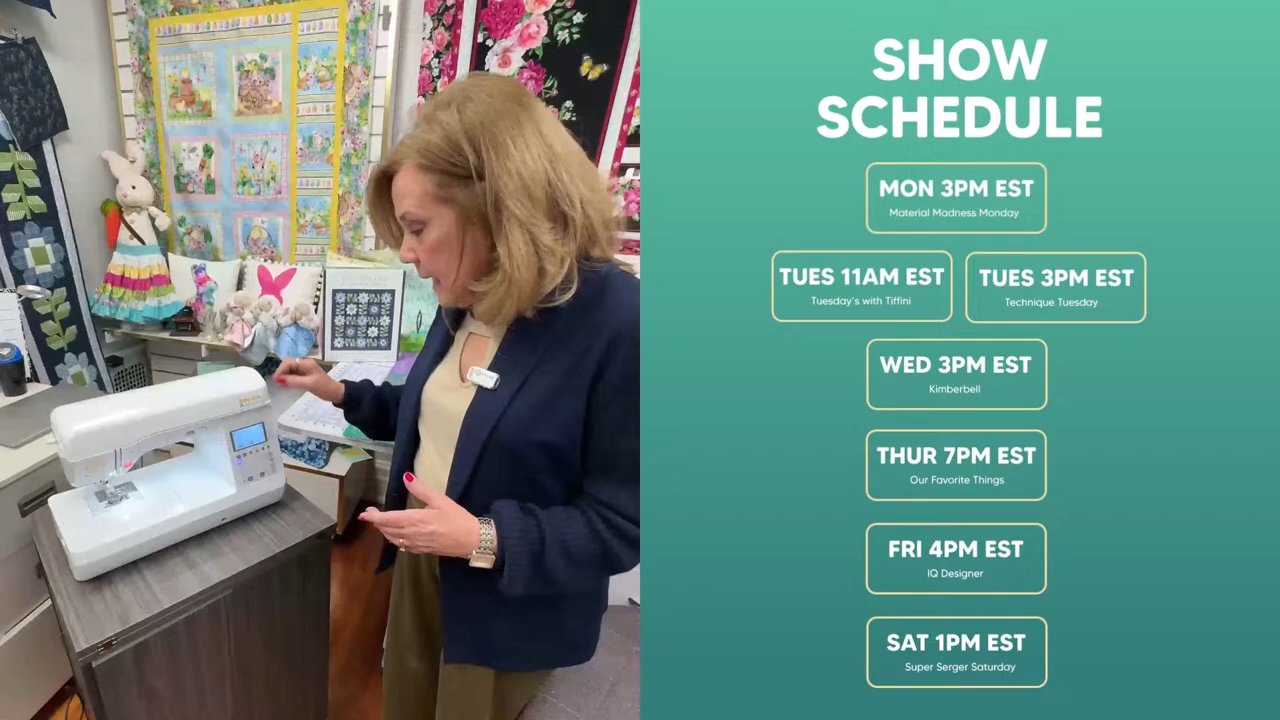 SHOW
SCHEDULE
MON 3PM EST
Material Madness Monday
TUES 11AM EST
Tuesday's with Tiffini
TUES 3PM EST
Technique Tuesday
WED 3PM EST
Kimberbell
THUR 7PM EST
Our Favorite Things
FRI 4PM EST
IQ Designer
SAT 1PM EST
Super Serger Saturday